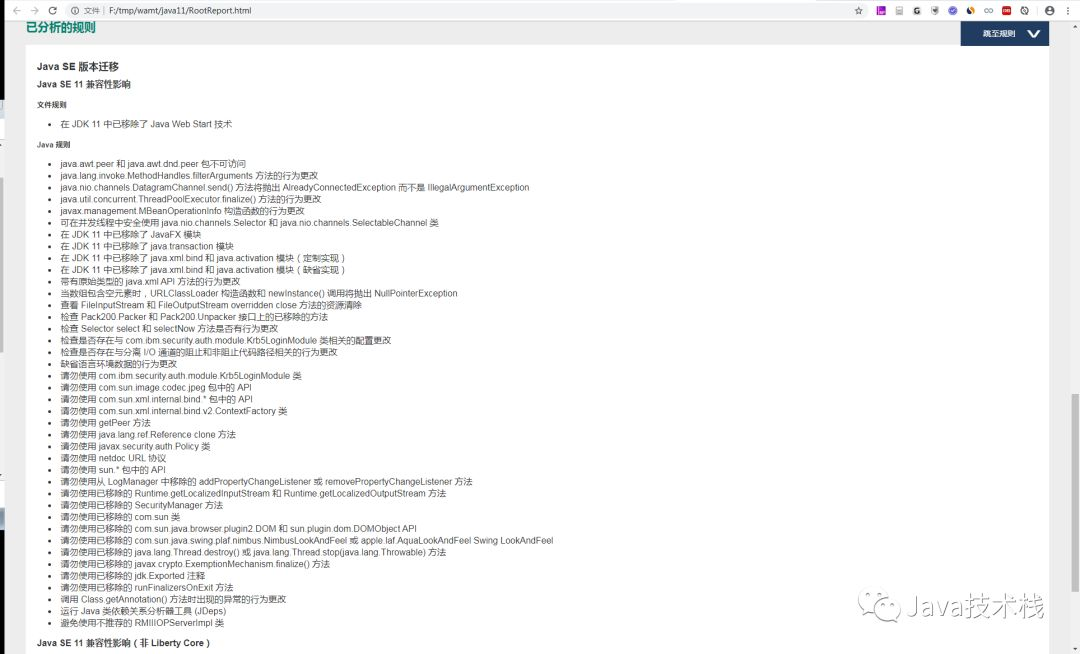 文件 F:/tmp/wamt/java11/RootReport.html
已分析的规则
跳至规则
Java SE 版本迁移
Java SE 11 兼容性影响
文件规则
在 JDK 11 中已移除了 Java Web Start 技术
Java 规则
java.awt.peer 和 java.awt.dnd.peer 包不可访问
java.lang.invoke.MethodHandles.filterArguments 方法的行为更改
java.nio.channels.DatagramChannel.send() 方法将抛出 AlreadyConnectedException 而不是 IllegalArgumentException
java.util.concurrent.ThreadPoolExecutor.finalize() 方法的行为更改
javax.management.MBeanOperationInfo 构造函数的行为更改
可在并发线程中安全使用 java.nio.channels.Selector 和 java.nio.channels.SelectableChannel 类
在 JDK 11 中已移除了 JavaFX 模块
在 JDK 11 中已移除了 java.transaction 模块
在 JDK 11 中已移除了 java.xml.bind 和 java.activation 模块（定制实现）
在 JDK 11 中已移除了 java.xml.bind 和 java.activation 模块（缺省实现）
带有原始类型的 java.xml API 方法的行为更改
当数组包含空元素时，URLClassLoader 构造函数和 newInstance() 调用将抛出 NullPointerException
查看 FileInputStream 和 FileOutputStream overridden close 方法的资源清除
检查 Pack200.Packer 和 Pack200.Unpacker 接口上的已移除的方法
检查 Selector select 和 selectNow 方法是否有行为更改
检查是否存在与 com.ibm.security.auth.module.Krb5LoginModule 类相关的配置更改
检查是否存在与分离 I/O 通道的阻止和非阻止代码路径相关的行为更改
缺省语言环境数据的行为更改
请勿使用 com.ibm.security.auth.module.Krb5LoginModule 类
请勿使用 com.sun.image.codec.jpeg 包中的 API
请勿使用 com.sun.xml.internal.bind.* 包中的 API
请勿使用 com.sun.xml.internal.bind.v2.ContextFactory 类
请勿使用 getPeer 方法
请勿使用 java.lang.ref.Reference clone 方法
请勿使用 javax.security.auth.Policy 类
请勿使用 netdoc URL 协议
请勿使用 sun.* 包中的 API
请勿使用从 LogManager 中移除的 addPropertyChangeListener 或 removePropertyChangeListener 方法
请勿使用已移除的 Runtime.getLocalizedInputStream 和 Runtime.getLocalizedOutputStream 方法
请勿使用已移除的 SecurityManager 方法
请勿使用已移除的 com.sun 类
请勿使用已移除的 com.sun.java.browser.plugin2.DOM 和 sun.plugin.dom.DOMObject API
请勿使用已移除的 com.sun.java.swing.plaf.nimbus.NimbusLookAndFeel 或 apple.laf.AquaLookAndFeel Swing LookAndFeel
请勿使用已移除的 java.lang.Thread destroy() 或 java.lang.Thread stop(java.lang.Throwable) 方法
请勿使用已移除的 javax.crypto.ExemptionMechanism.finalize() 方法
请勿使用已移除的 jdk.Exported 注释
请勿使用已移除的 runFinalizersOnExit 方法
调用 Class.getAnnotation() 方法时出现的异常的行为更改
运行 Java 类依赖关系分析器工具 (JDeps)
避免使用不推荐的 RMIIIOPServerImpl 类
Java技术栈
Java SE 11 兼容性影响（非 Liberty Core）